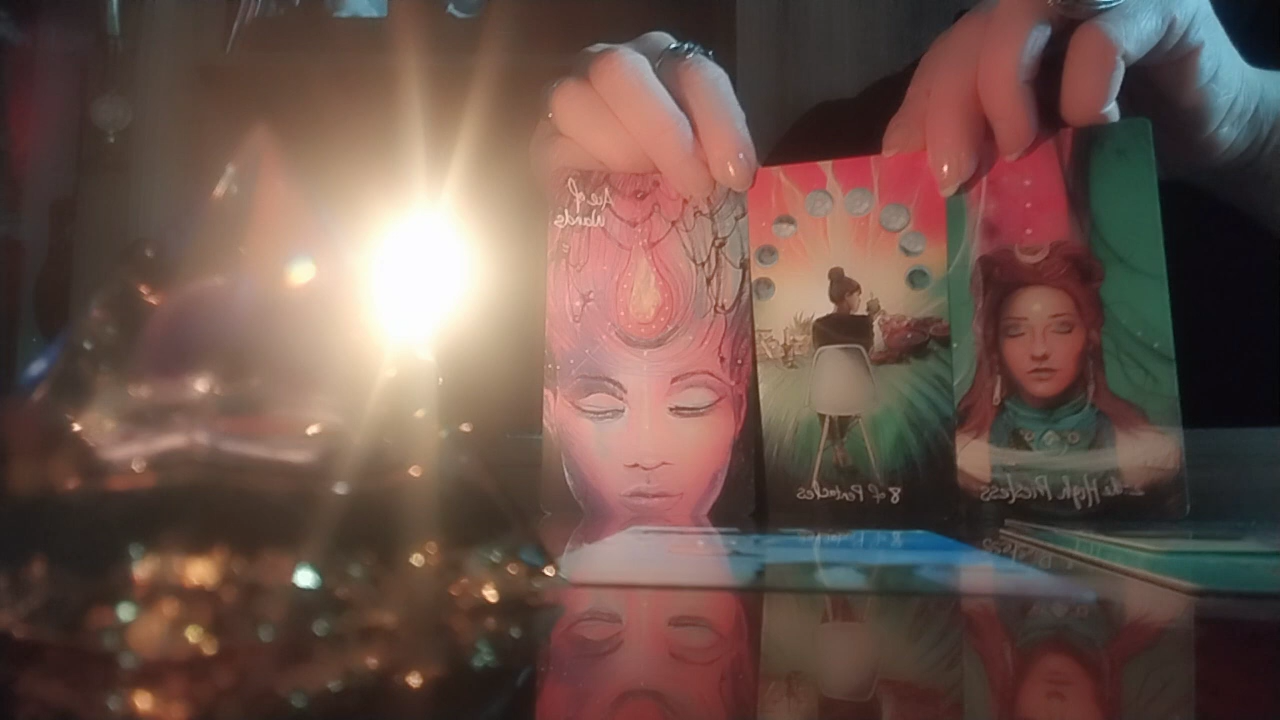 Ace of
Wands
8 of Pentacles
The High Priestess